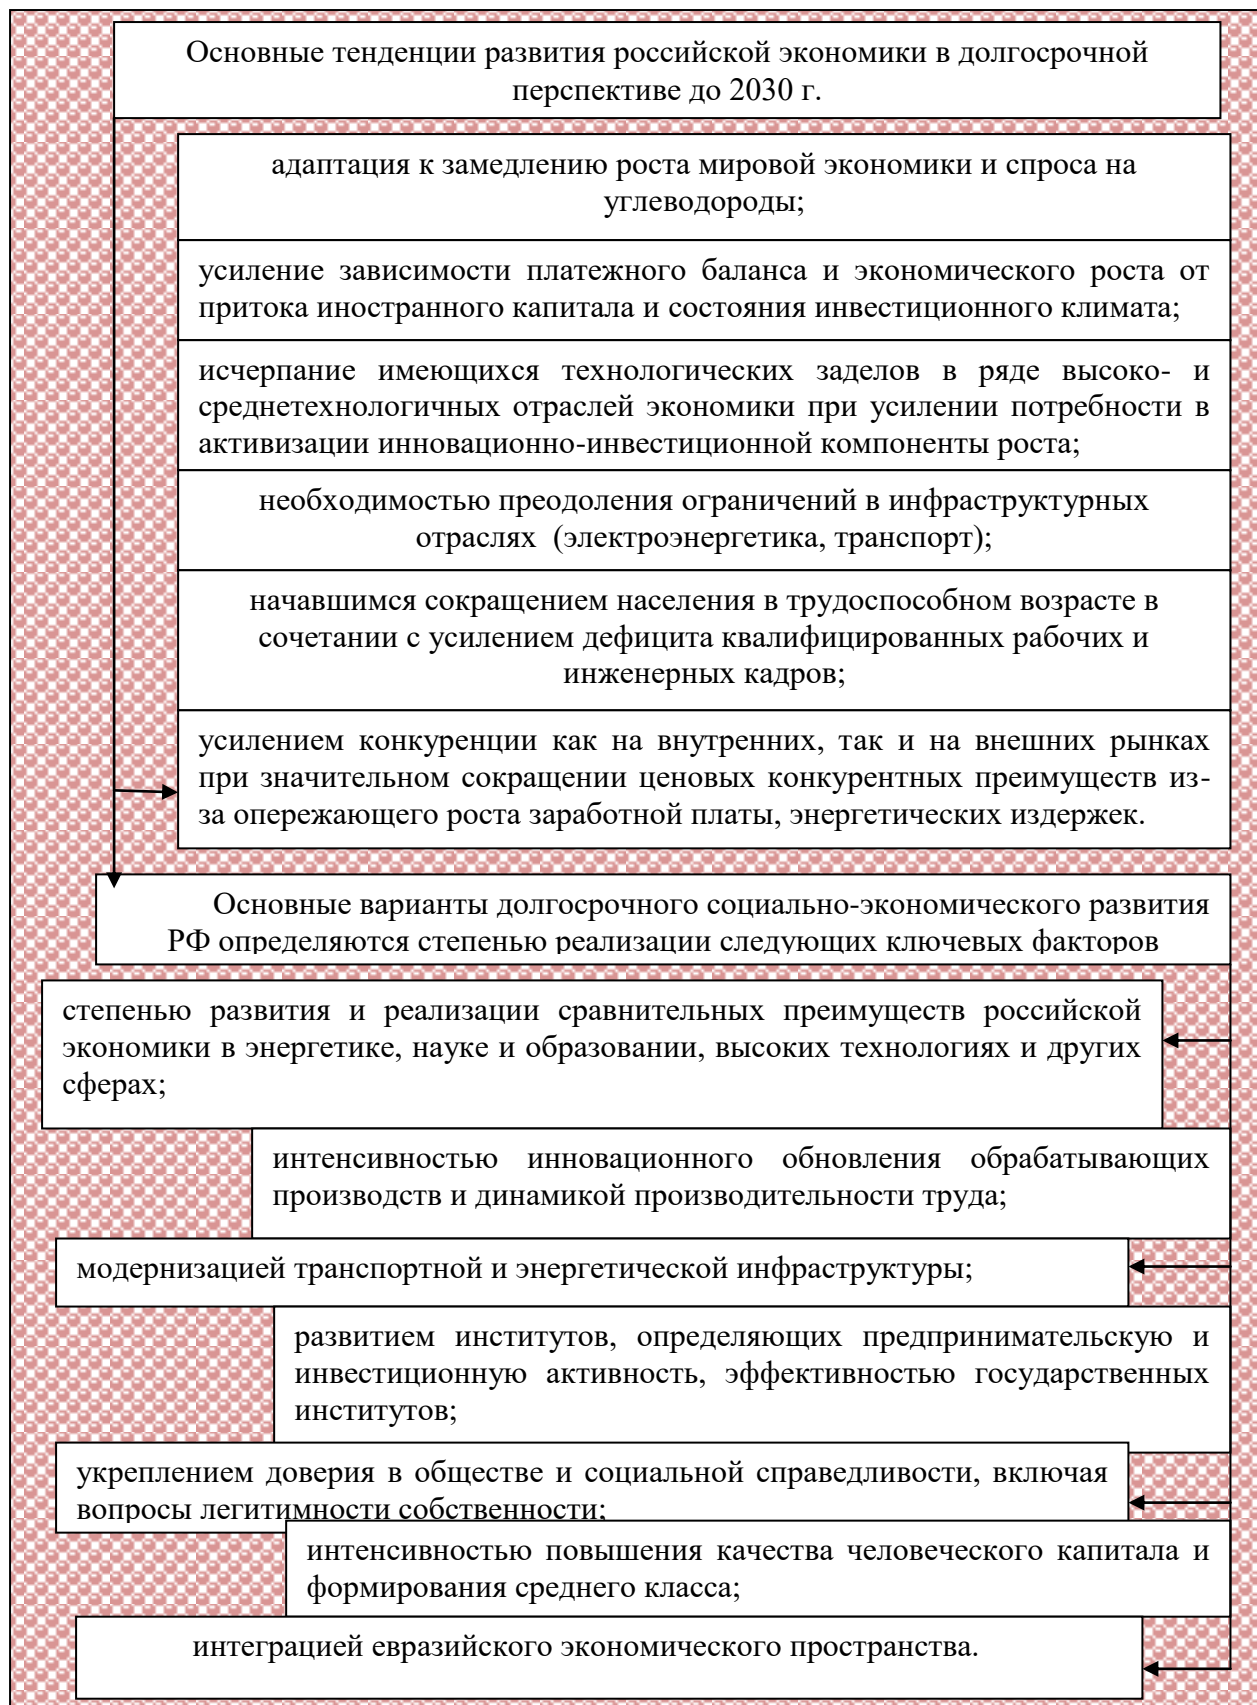 Основные тенденции развития российской экономики в долгосрочной
перспективе до 2030 г.
адаптация к замедлению роста мировой экономики и спроса на
углеводороды;
усиление зависимости платежного баланса и экономического роста от
притока иностранного капитала и состояния инвестиционного климата;
исчерпание имеющихся технологических заделов в ряде высоко- и
среднетехнологичных отраслей экономики при усилении потребности в
активизации инновационно-инвестиционной компоненты роста;
необходимостью преодоления ограничений в инфраструктурных
отраслях (электроэнергетика, транспорт);
начавшимся сокращением населения в трудоспособном возрасте в
сочетании с усилением дефицита квалифицированных рабочих и
инженерных кадров;
усилением конкуренции как на внутренних, так и на внешних рынках
при значительном сокращении ценовых конкурентных преимуществ из-
за опережающего роста заработной платы, энергетических издержек.
Основные варианты долгосрочного социально-экономического развития
РФ определяются степенью реализации следующих ключевых факторов
степенью развития и реализации сравнительных преимуществ российской
экономики в энергетике, науке и образовании, высоких технологиях и других
сферах;
интенсивностью инновационного обновления обрабатывающих
производств и динамикой производительности труда;
модернизацией транспортной и энергетической инфраструктуры;
развитием институтов, определяющих предпринимательскую и
инвестиционную активность, эффективностью государственных
институтов;
укреплением доверия в обществе и социальной справедливости, включая
вопросы легитимности собственности;
интенсивностью повышения качества человеческого капитала и
формирования среднего класса;
интеграцией евразийского экономического пространства.